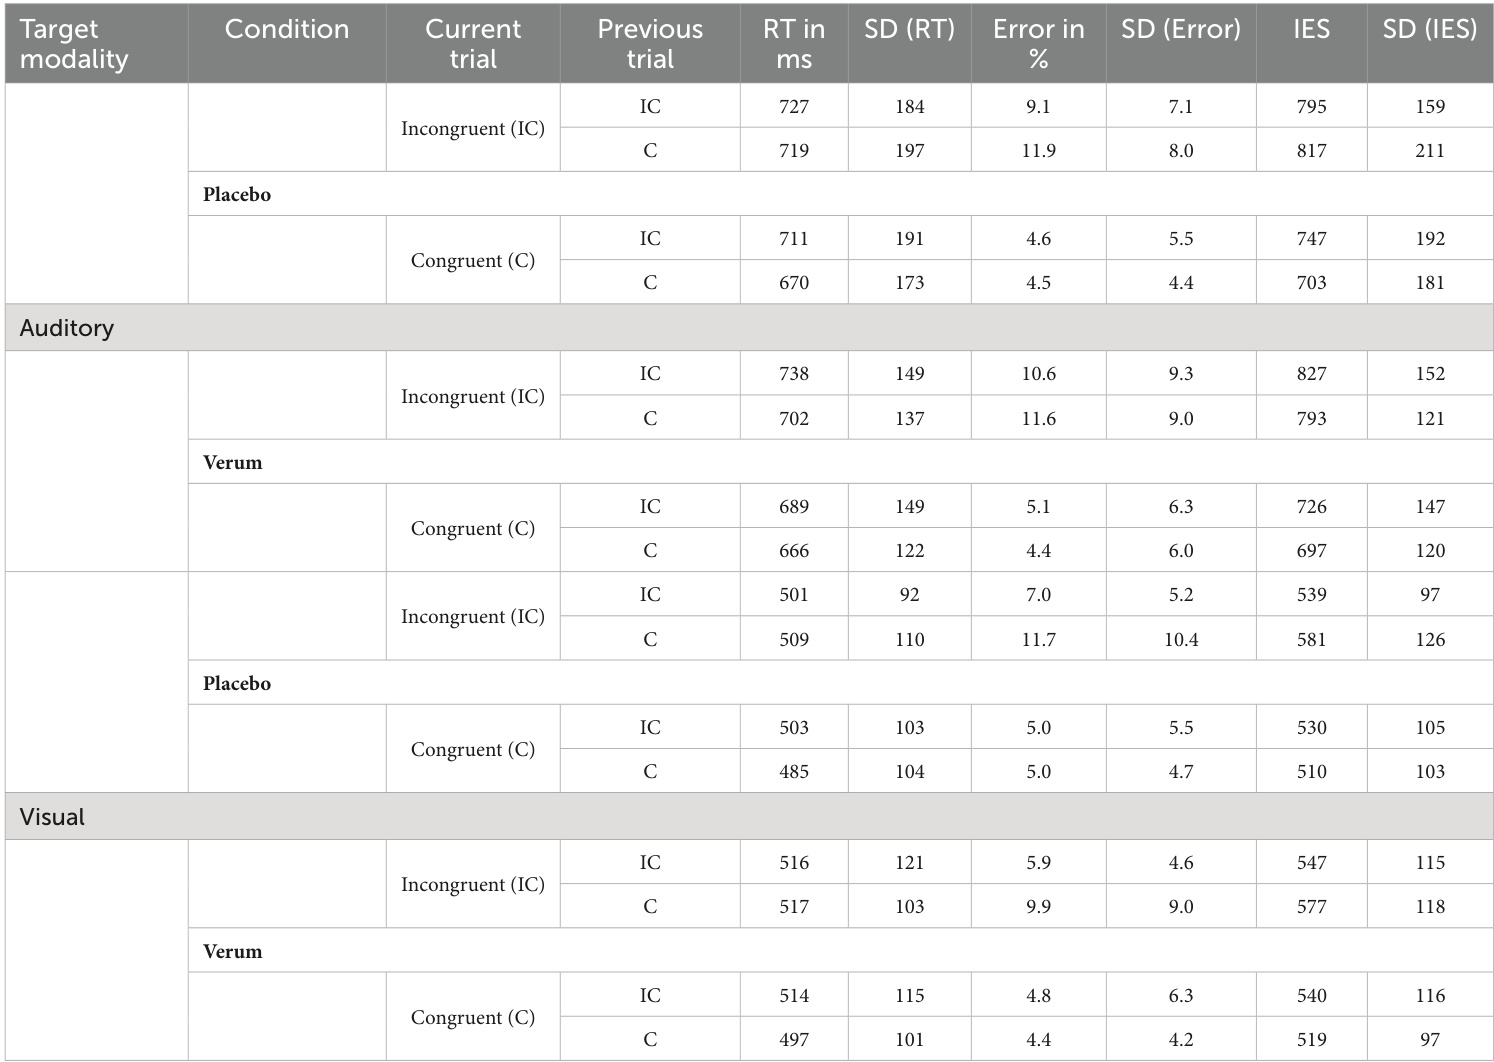 Target modality Condition Current trial Previous trial RT in ms SD (RT) Error in % SD (Error) IES SD (IES)
Incongruent (IC) IC 727 184 9.1 7.1 795 159
C 719 197 11.9 8.0 817 211
Placebo
Congruent (C) IC 711 191 4.6 5.5 747 192
C 670 173 4.5 4.4 703 181
Auditory
Incongruent (IC) IC 738 149 10.6 9.3 827 152
C 702 137 11.6 9.0 793 121
Verum
Congruent (C) IC 689 149 5.1 6.3 726 147
C 666 122 4.4 6.0 697 120
Incongruent (IC) IC 501 92 7.0 5.2 539 97
C 509 110 11.7 10.4 581 126
Placebo
Congruent (C) IC 503 103 5.0 5.5 530 105
C 485 104 5.0 4.7 510 103
Visual
Incongruent (IC) IC 516 121 5.9 4.6 547 115
C 517 103 9.9 9.0 577 118
Verum
Congruent (C) IC 514 115 4.8 6.3 540 116
C 497 101 4.4 4.2 519 97